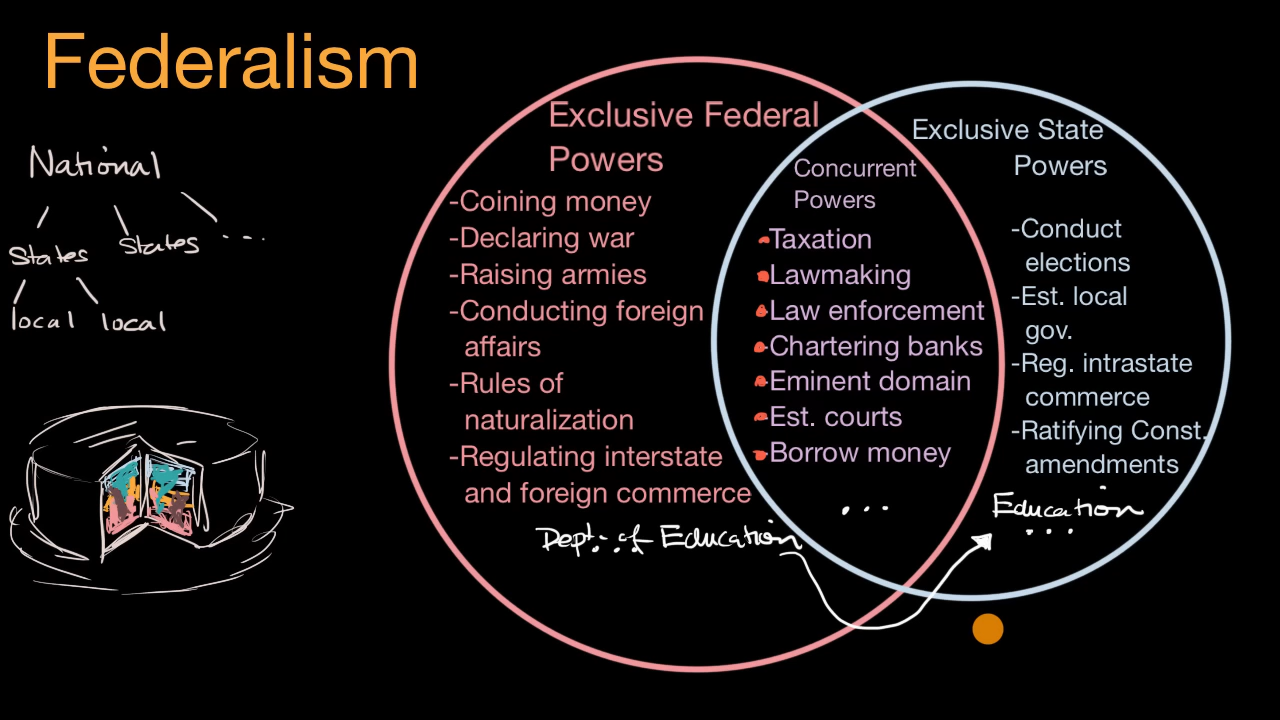 Federalism
National
States States ...
local local
Exclusive Federal
Powers
-Coining money
-Declaring war
-Raising armies
-Conducting foreign
affairs
-Rules of
naturalization
-Regulating interstate
and foreign commerce
Dept. of Education
...
Concurrent
Powers
-Taxation
-Lawmaking
-Law enforcement
-Chartering banks
-Eminent domain
-Est. courts
-Borrow money
...
Exclusive State
Powers
-Conduct
elections
-Est. local
gov.
-Reg. intrastate
commerce
-Ratifying Const.
amendments
Education
...